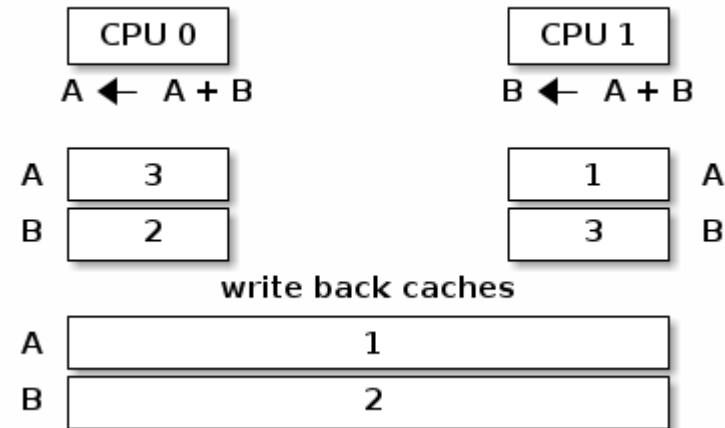 CPU 0 CPU 1
A ← A + B B ← A + B
A 3 1 A
B 2 3 B
write back caches
A 1
B 2